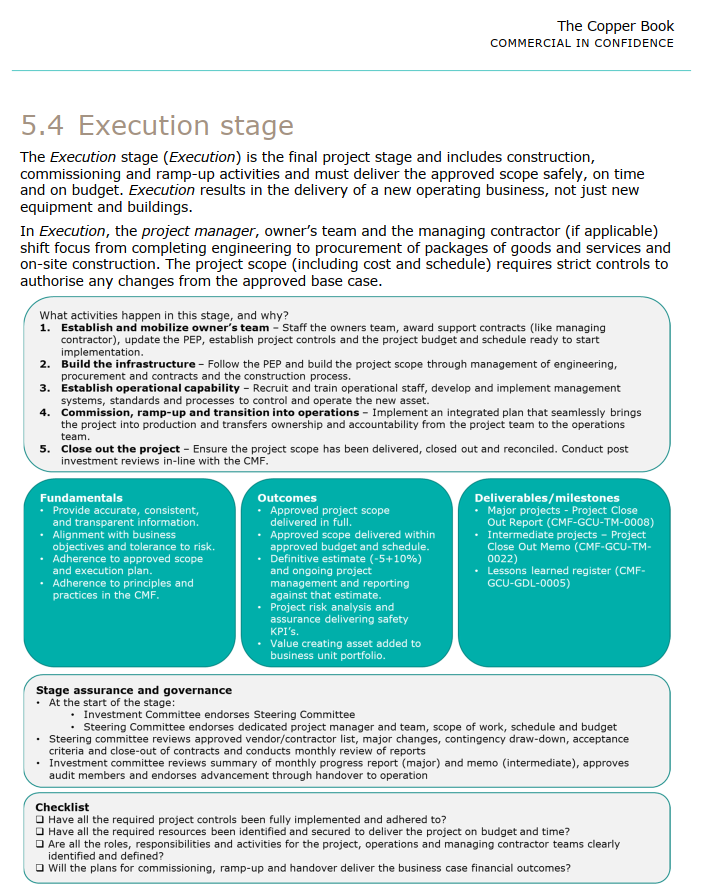 The Copper Book
COMMERCIAL IN CONFIDENCE
5.4 Execution stage
The Execution stage (Execution) is the final project stage and includes construction,
commissioning and ramp-up activities and must deliver the approved scope safely, on time
and on budget. Execution results in the delivery of a new operating business, not just new
equipment and buildings.
In Execution, the project manager, owner's team and the managing contractor (if applicable)
shift focus from completing engineering to procurement of packages of goods and services and
on-site construction. The project scope (including cost and schedule) requires strict controls to
authorise any changes from the approved base case.
What activities happen in this stage, and why?
1. Establish and mobilize owner's team – Staff the owners team, award support contracts (like managing
contractor), update the PEP, establish project controls and the project budget and schedule ready to start
implementation.
2. Build the infrastructure – Follow the PEP and build the project scope through management of engineering,
procurement and contracts and the construction process.
3. Establish operational capability – Recruit and train operational staff, develop and implement management
systems, standards and processes to control and operate the new asset.
4. Commission, ramp-up and transition into operations – Implement an integrated plan that seamlessly brings
the project into production and transfers ownership and accountability from the project team to the operations
team.
5. Close out the project – Ensure the project scope has been delivered, closed out and reconciled. Conduct post
investment reviews in-line with the CMF.
Fundamentals
• Provide accurate, consistent,
and transparent information.
• Alignment with business
objectives and tolerance to risk.
• Adherence to approved scope
and execution plan.
• Adherence to principles and
practices in the CMF.
Outcomes
• Approved project scope
delivered in full.
• Approved scope delivered within
approved budget and schedule.
• Definitive estimate (-5+10%)
and ongoing project
management and reporting
against that estimate.
• Project risk analysis and
assurance delivering safety
KPI's.
• Value creating asset added to
business unit portfolio.
Deliverables/milestones
• Major projects - Project Close
Out Report (CMF-GCU-TM-0008)
• Intermediate projects – Project
Close Out Memo (CMF-GCU-TM-
0022)
• Lessons learned register (CMF-
GCU-GDL-0005)
Stage assurance and governance
• At the start of the stage:
• Investment Committee endorses Steering Committee
• Steering Committee endorses dedicated project manager and team, scope of work, schedule and budget
• Steering committee reviews approved vendor/contractor list, major changes, contingency draw-down, acceptance
criteria and close-out of contracts and conducts monthly review of reports
• Investment committee reviews summary of monthly progress report (major) and memo (intermediate), approves
audit members and endorses advancement through handover to operation
Checklist
❑ Have all the required project controls been fully implemented and adhered to?
❑ Have all the required resources been identified and secured to deliver the project on budget and time?
❑ Are all the roles, responsibilities and activities for the project, operations and managing contractor teams clearly
identified and defined?
❑ Will the plans for commissioning, ramp-up and handover deliver the business case financial outcomes?